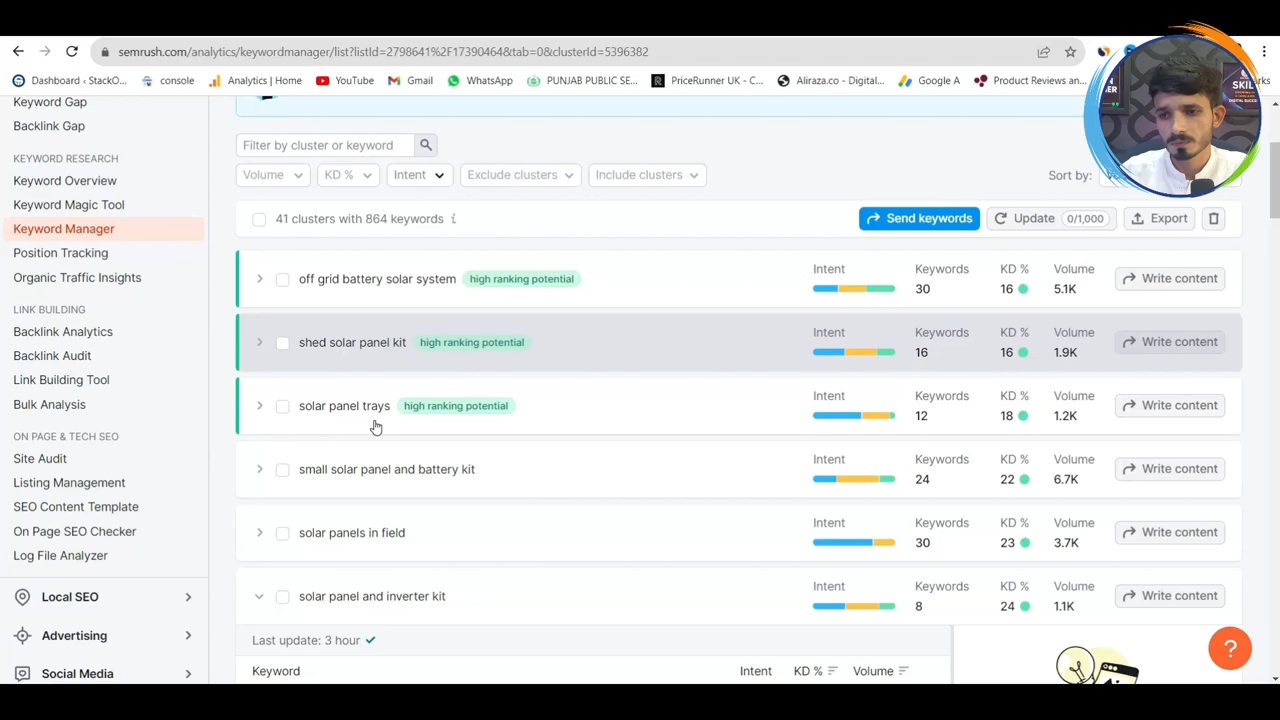 semrush.com/analytics/keywordmanager/list?listId=2798641%2F17390464&tab=0&clusterId=5396382
Dashboard ‹ StackO... console Analytics | Home YouTube Gmail WhatsApp PUNJAB PUBLIC SE... PriceRunner UK - C... Aliraza.co - Digital... Google A Product Reviews an...
Keyword Gap
Backlink Gap
KEYWORD RESEARCH
Keyword Overview
Keyword Magic Tool
Keyword Manager
Position Tracking
Organic Traffic Insights
LINK BUILDING
Backlink Analytics
Backlink Audit
Link Building Tool
Bulk Analysis
ON PAGE & TECH SEO
Site Audit
Listing Management
SEO Content Template
On Page SEO Checker
Log File Analyzer
Local SEO
Advertising
Social Media
Filter by cluster or keyword
Volume KD % Intent Exclude clusters Include clusters Sort by:
41 clusters with 864 keywords i Send keywords Update 0/1,000 Export
Intent Keywords KD % Volume
off grid battery solar system high ranking potential 30 16 5.1K Write content
Intent Keywords KD % Volume
shed solar panel kit high ranking potential 16 16 1.9K Write content
Intent Keywords KD % Volume
solar panel trays high ranking potential 12 18 1.2K Write content
Intent Keywords KD % Volume
small solar panel and battery kit 24 22 6.7K Write content
Intent Keywords KD % Volume
solar panels in field 30 23 3.7K Write content
Intent Keywords KD % Volume
solar panel and inverter kit 8 24 1.1K Write content
Last update: 3 hour
Keyword Intent KD % Volume
SKIL
?